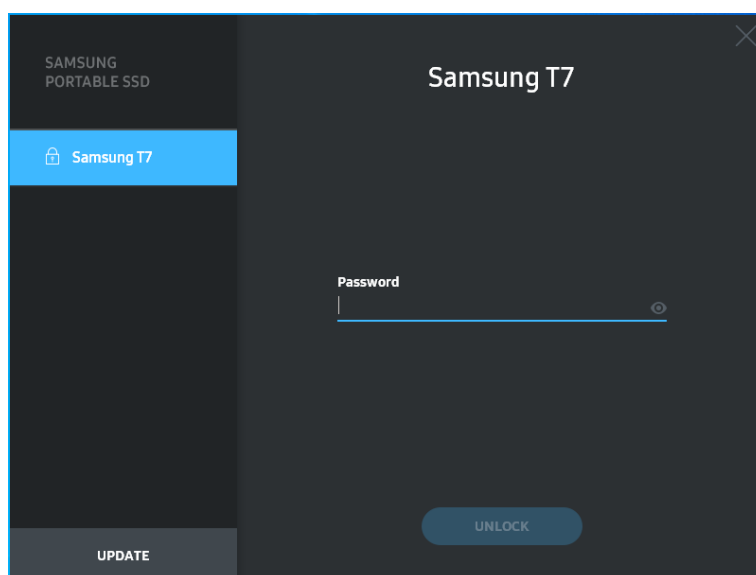 SAMSUNG
PORTABLE SSD
Samsung T7
Samsung T7
Password
UNLOCK
UPDATE